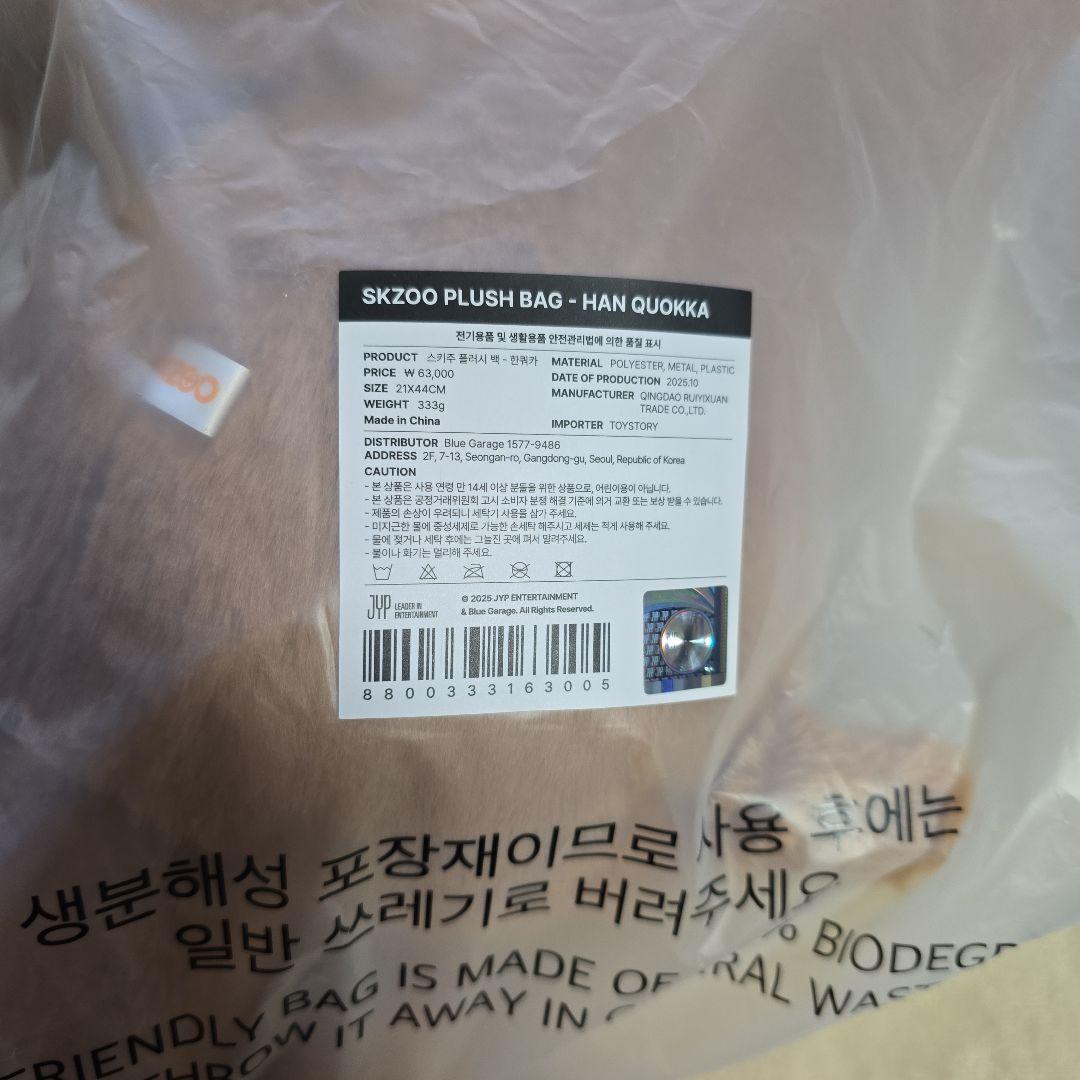 SKZOO PLUSH BAG - HAN QUOKKA
전기용품 및 생활용품 안전관리법에 의한 품질 표시
PRODUCT 스키주 플러시 백 - 한쿼카
PRICE ₩ 63,000
SIZE 21X44CM
WEIGHT 333g
Made in China
MATERIAL POLYESTER, METAL, PLASTIC
DATE OF PRODUCTION 2025.10
MANUFACTURER QINGDAO RUIYIXUAN
TRADE CO.,LTD.
IMPORTER TOYSTORY
DISTRIBUTOR Blue Garage 1577-9486
ADDRESS 2F, 7-13, Seongan-ro, Gangdong-gu, Seoul, Republic of Korea
CAUTION
- 본 상품은 사용 연령 만 14세 이상 분들을 위한 상품으로, 어린이용이 아닙니다.
- 본 상품은 공정거래위원회 고시 소비자 분쟁 해결 기준에 의거 교환 또는 보상 받을 수 있습니다.
- 제품의 손상이 우려되니 세탁기 사용을 삼가 주세요.
- 미지근한 물에 중성세제로 가능한 손세탁 해주시고 세제는 적게 사용해 주세요.
- 물에 젖거나 세탁 후에는 그늘진 곳에 펴서 말려주세요.
- 불이나 화기는 멀리해 주세요.
JYP LEADER IN
ENTERTAINMENT
© 2025 JYP ENTERTAINMENT
& Blue Garage. All Rights Reserved.
8800333163005
생분해성 포장재이므로 사용 후에는
일반 쓰레기로 버려주세요
% BIODEGR
FRIENDLY BAG IS MADE OF RAL WAST
THROW IT AWAY IN